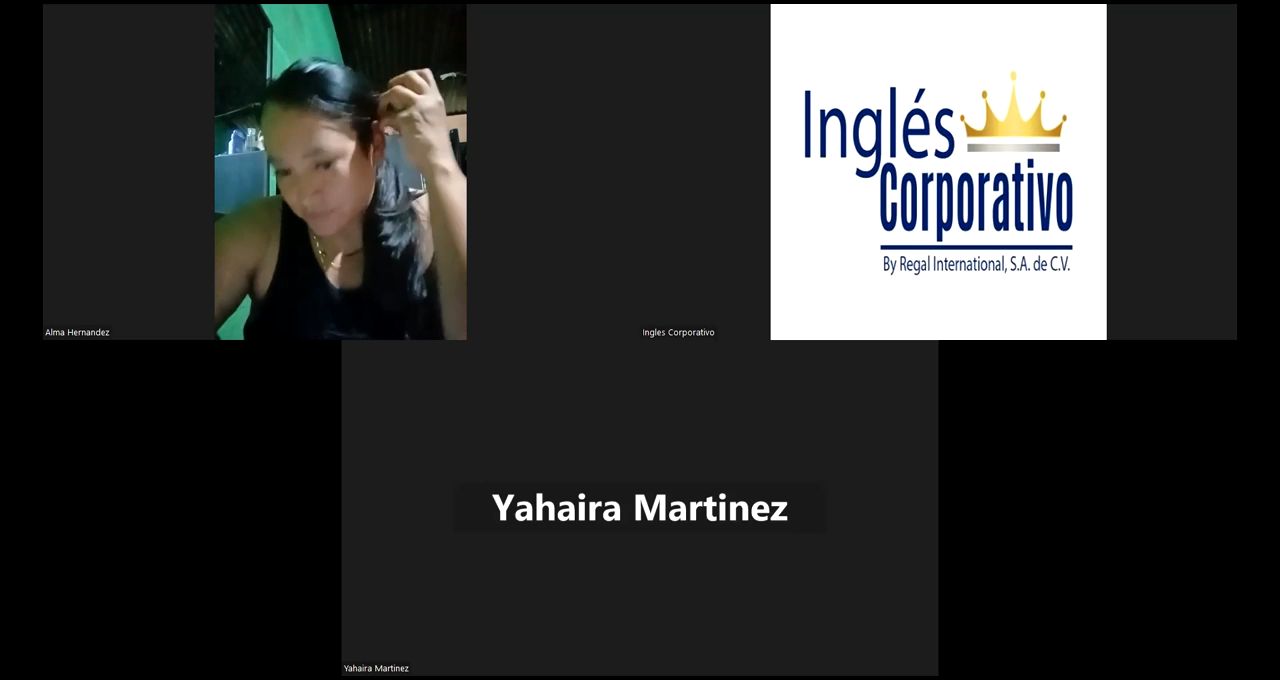 Inglés
Corporativo
By Regal International, S.A. de C.V.
Alma Hernandez
Ingles Corporativo
Yahaira Martinez
Yahaira Martinez